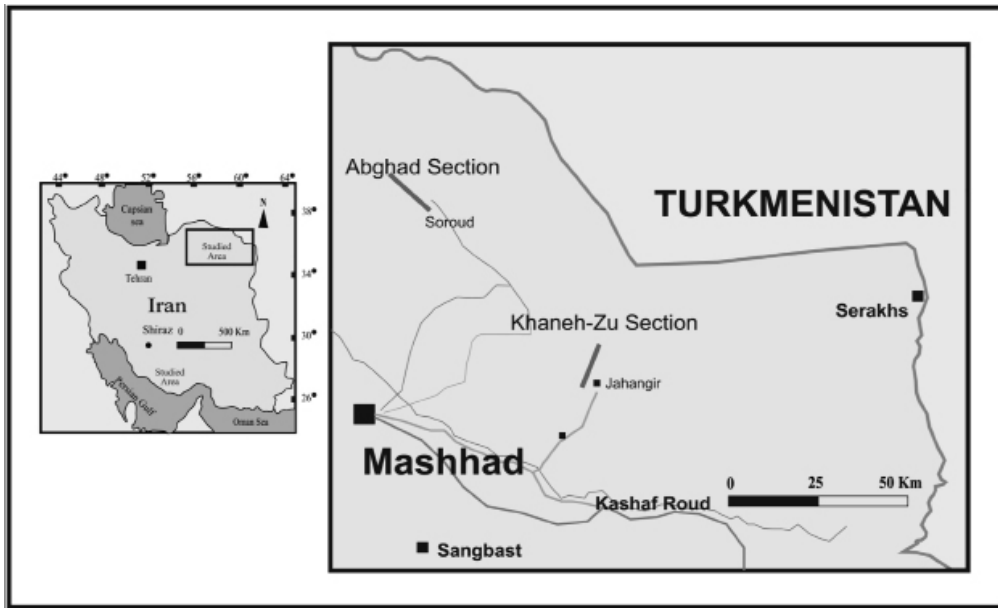 44° 48° 52° 56° 60° 64°
Capsian
sea
N
38°
Studied
Area
Tehran
34°
Iran
Shiraz 0 500 Km
30°
Studied
Area
Persian Gulf
26°
Oman Sea
Abghad Section
Soroud
TURKMENISTAN
Serakhs
Khaneh-Zu Section
Jahangir
Mashhad
0 25 50 Km
Kashaf Roud
Sangbast